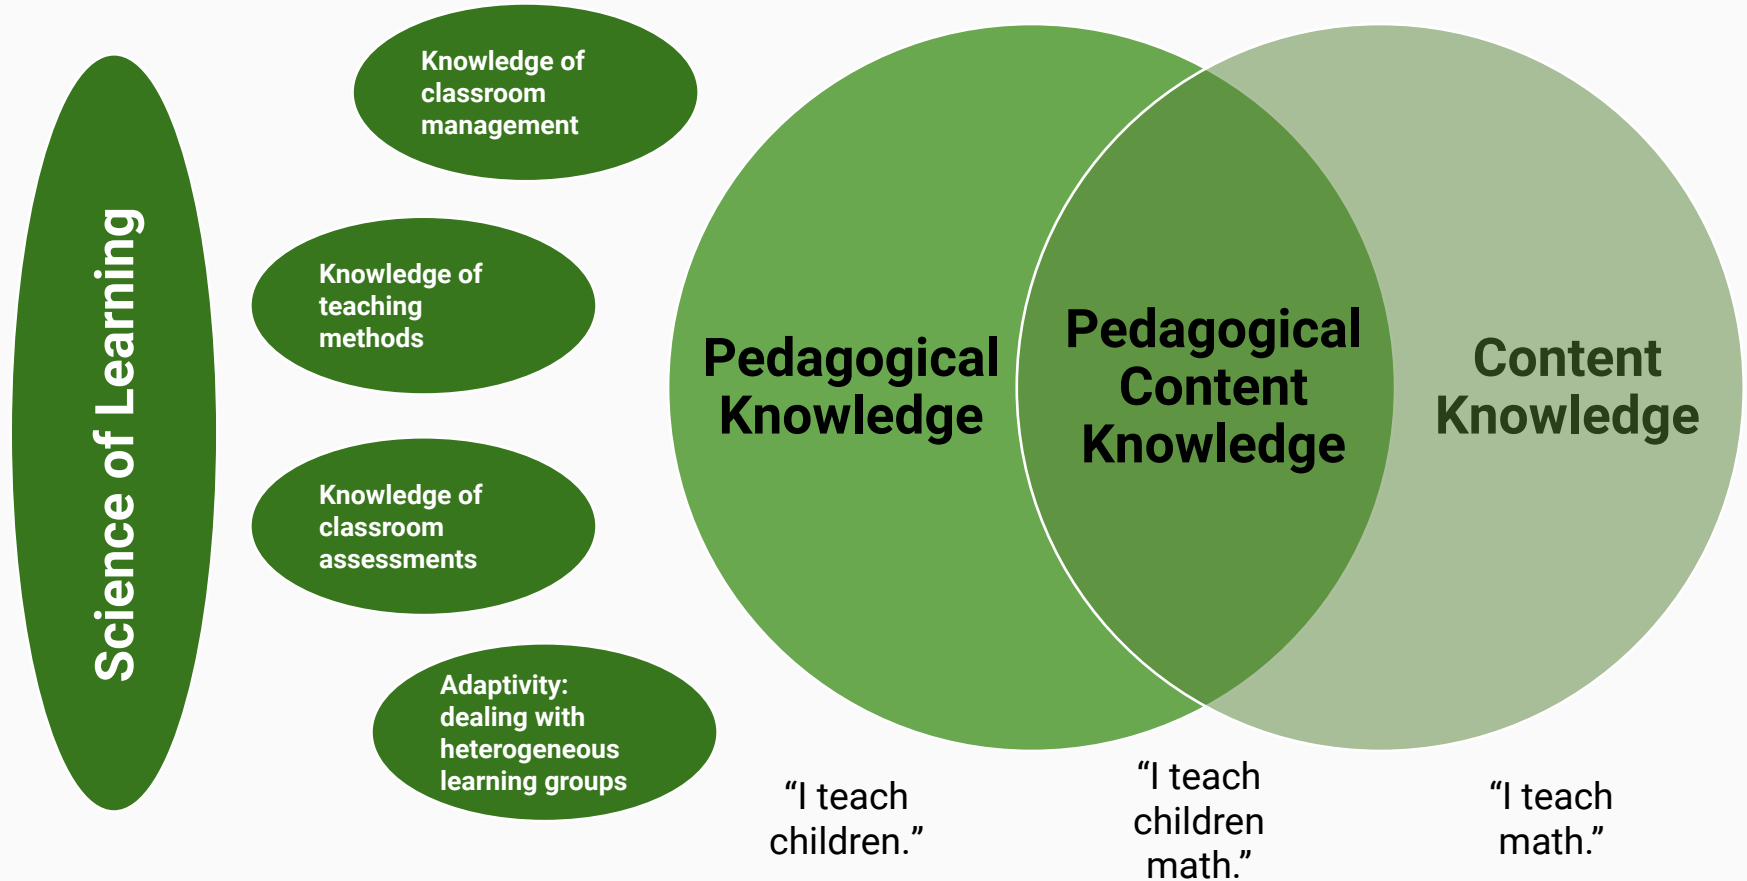 Science of Learning
Knowledge of
classroom
management
Knowledge of
teaching
methods
Knowledge of
classroom
assessments
Adaptivity:
dealing with
heterogeneous
learning groups
Pedagogical
Knowledge
Pedagogical
Content
Knowledge
Content
Knowledge
“I teach
children.”
“I teach
children
math.”
“I teach
math.”